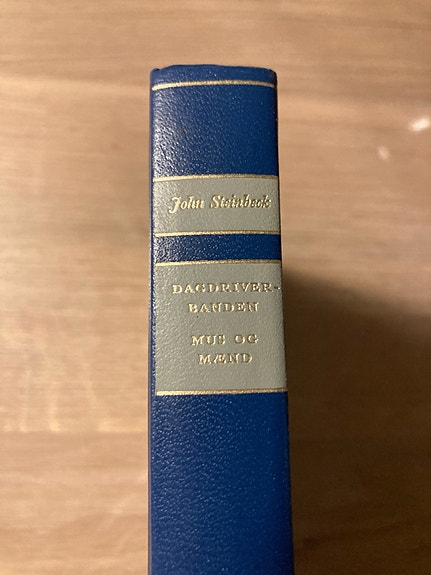 John Steinbeck
DAGDRIVER-
BANDEN
MUS OG
MÆND